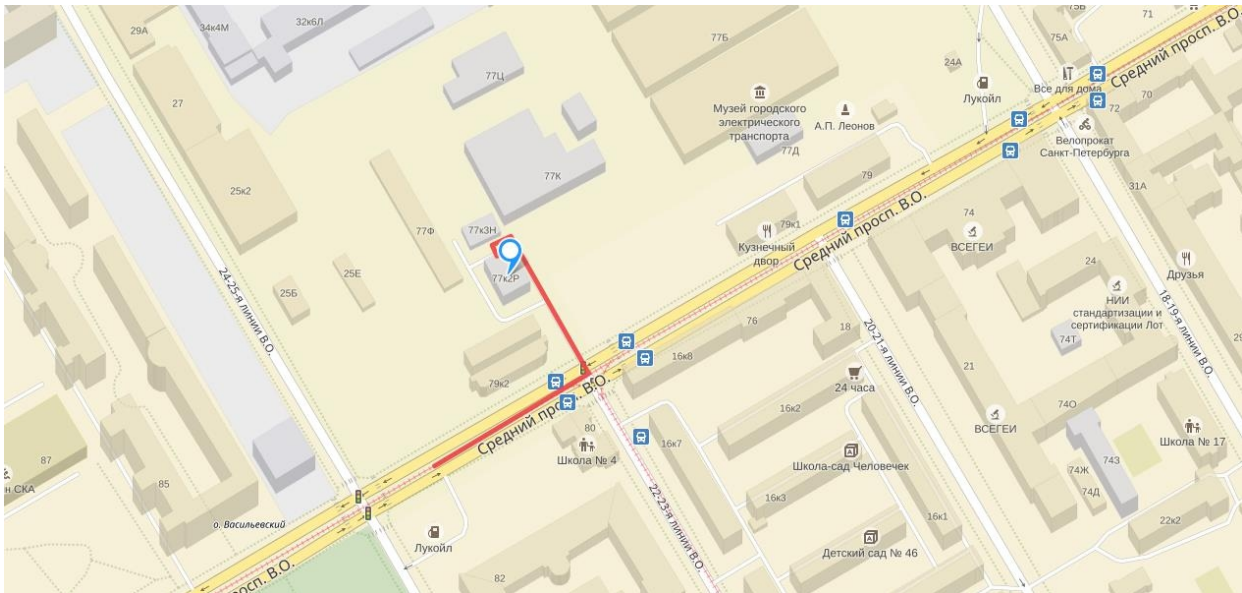 34к4М
32к6Л
29А
77Б
75Б
71
75А
24А
Средний просп. В.О.
77Ц
Все для дома
70
72
27
Музей городского
электрического
транспорта
А.П. Леонов
Лукойл
Велопрокат
Санкт-Петербурга
77Д
77К
79
31А
25к2
77Ф
77к3Н
79к1
Кузнечный
двор
Средний просп. В.О.
74
ВСЕГЕИ
24
Друзья
77к2Р
25Е
25Б
24-25-я линии В.О.
НИИ
стандартизации и
сертификации Лот
18-19-я линии В.О.
76
18
20-21-я линии В.О.
74Т
16к8
21
79к2
Средний просп. В.О.
24 часа
16к2
74О
ВСЕГЕИ
80
Школа № 4
16к7
Школа № 17
87
н СКА
85
Школа-сад Человечек
74З
74Ж
74Д
22-23-я линии В.О.
16к3
16к1
22к2
о. Васильевский
Лукойл
Детский сад № 46
82
просп. В.О.